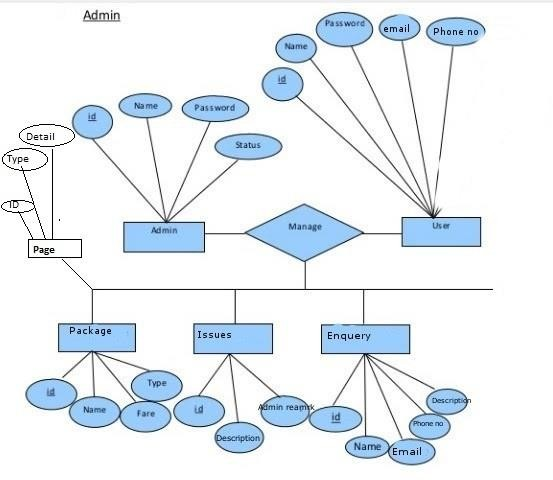 Admin
Password
email
Phone no
Name
id
id
Name
Password
Status
Detail
Type
ID
Page
Admin
Manage
User
Package
Issues
Enquery
id
Name
Fare
Type
id
Description
Admin reamrk
id
Name
Email
Phone no
Description